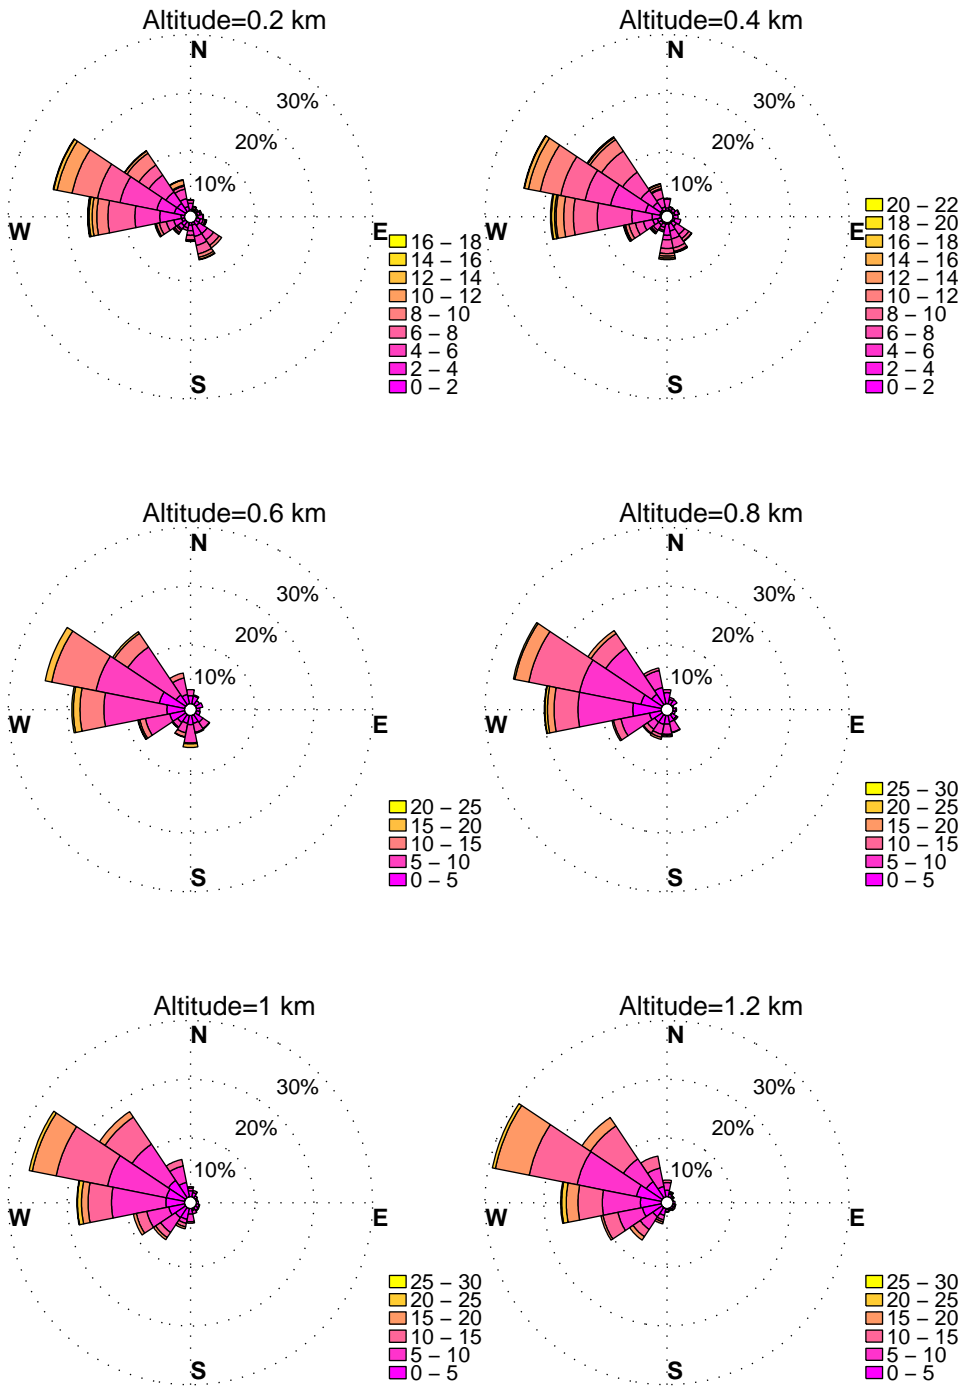 Altitude=0.2 km
N
30%
20%
10%
W
E
S
16 – 18
14 – 16
12 – 14
10 – 12
8 – 10
6 – 8
4 – 6
2 – 4
0 – 2
Altitude=0.4 km
N
30%
20%
10%
W
E
S
20 – 22
18 – 20
16 – 18
14 – 16
12 – 14
10 – 12
8 – 10
6 – 8
4 – 6
2 – 4
0 – 2
Altitude=0.6 km
N
30%
20%
10%
W
E
S
20 – 25
15 – 20
10 – 15
5 – 10
0 – 5
Altitude=0.8 km
N
30%
20%
10%
W
E
S
25 – 30
20 – 25
15 – 20
10 – 15
5 – 10
0 – 5
Altitude=1 km
N
30%
20%
10%
W
E
S
25 – 30
20 – 25
15 – 20
10 – 15
5 – 10
0 – 5
Altitude=1.2 km
N
30%
20%
10%
W
E
S
25 – 30
20 – 25
15 – 20
10 – 15
5 – 10
0 – 5